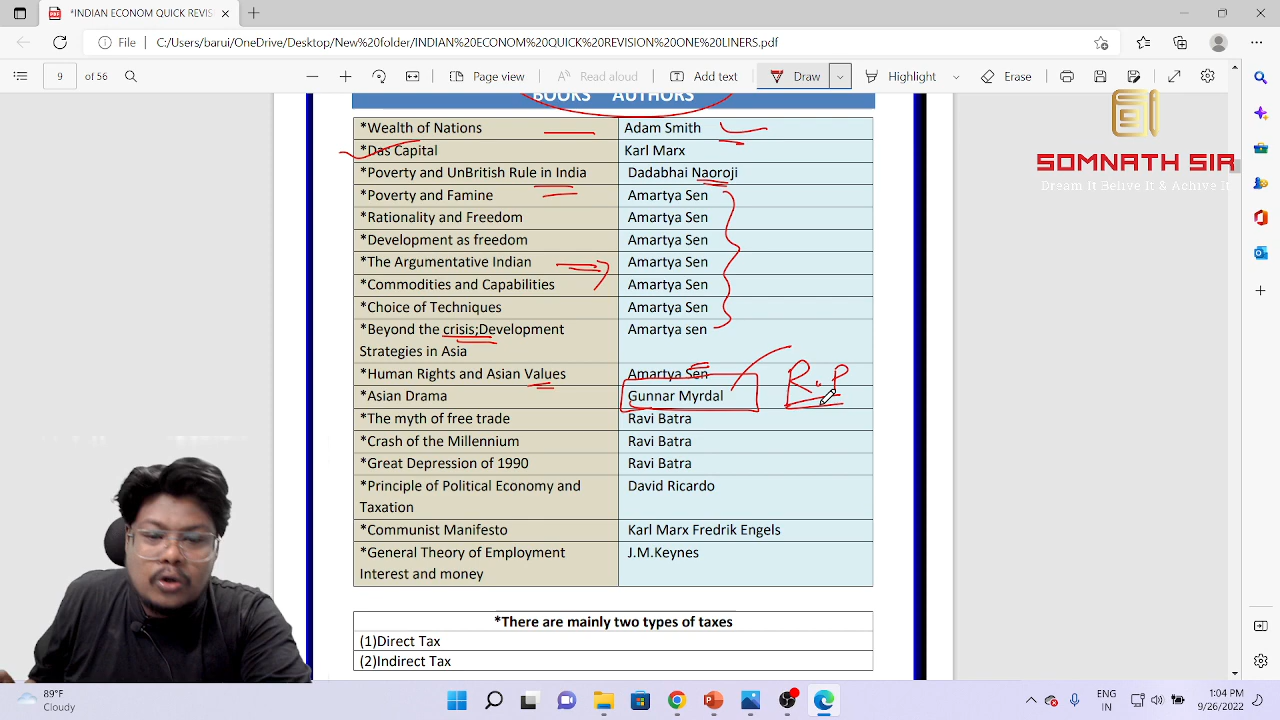 *INDIAN ECONOM QUICK REVISION
File C:/Users/barui/OneDrive/Desktop/New%20folder/INDIAN%20ECONOM%20QUICK%20REVISION%20ONE%20LINERS.pdf
9 of 56 Page view Read aloud Add text Draw Highlight Erase
BOOKS AUTHORS
*Wealth of Nations Adam Smith
*Das Capital Karl Marx
*Poverty and UnBritish Rule in India Dadabhai Naoroji
*Poverty and Famine Amartya Sen
*Rationality and Freedom Amartya Sen
*Development as freedom Amartya Sen
*The Argumentative Indian Amartya Sen
*Commodities and Capabilities Amartya Sen
*Choice of Techniques Amartya Sen
*Beyond the crisis;Development Amartya sen
Strategies in Asia
*Human Rights and Asian Values Amartya Sen
*Asian Drama Gunnar Myrdal
R.P
*The myth of free trade Ravi Batra
*Crash of the Millennium Ravi Batra
*Great Depression of 1990 Ravi Batra
*Principle of Political Economy and David Ricardo
Taxation
*Communist Manifesto Karl Marx Fredrik Engels
*General Theory of Employment J.M.Keynes
Interest and money
*There are mainly two types of taxes
(1)Direct Tax
(2)Indirect Tax
SOMNATH SIR
Dream It Belive It & Achive It
89°F
Cloudy
ENG
IN
1:04 PM
9/26/2022